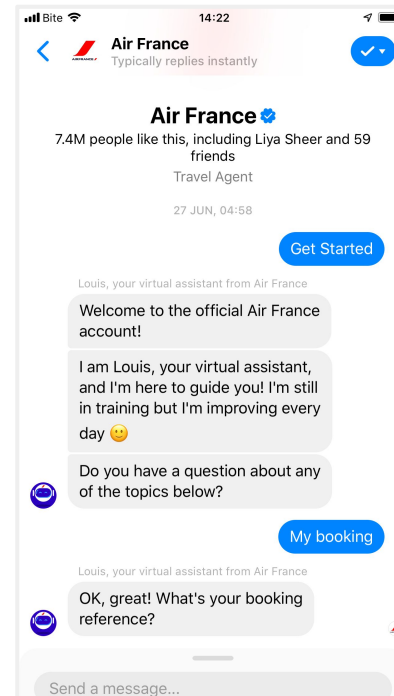 Bite 14:22
Air France
AIRFRANCE
Typically replies instantly
Air France
7.4M people like this, including Liya Sheer and 59
friends
Travel Agent
27 JUN, 04:58
Get Started
Louis, your virtual assistant from Air France
Welcome to the official Air France
account!
I am Louis, your virtual assistant,
and I'm here to guide you! I'm still
in training but I'm improving every
day 🙂
Do you have a question about any
of the topics below?
My booking
Louis, your virtual assistant from Air France
OK, great! What's your booking
reference?
Send a message...